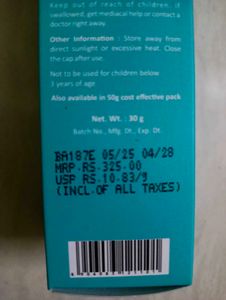 Keep out of reach of children, if
swallowed, get mediacal help or contact a
doctor right away.
Other Information : Store away from
direct sunlight or excessive heat. Close
the cap after use.
Not to be used for children below
3 years of age
Also available in 50g cost effective pack
Net. Wt. : 30 g
Batch No., Mfg. Dt., Exp. Dt.
BA187E 05/25 04/28
MRP RS.325.00
USP RS.10.83/g
(INCL.OF ALL TAXES)